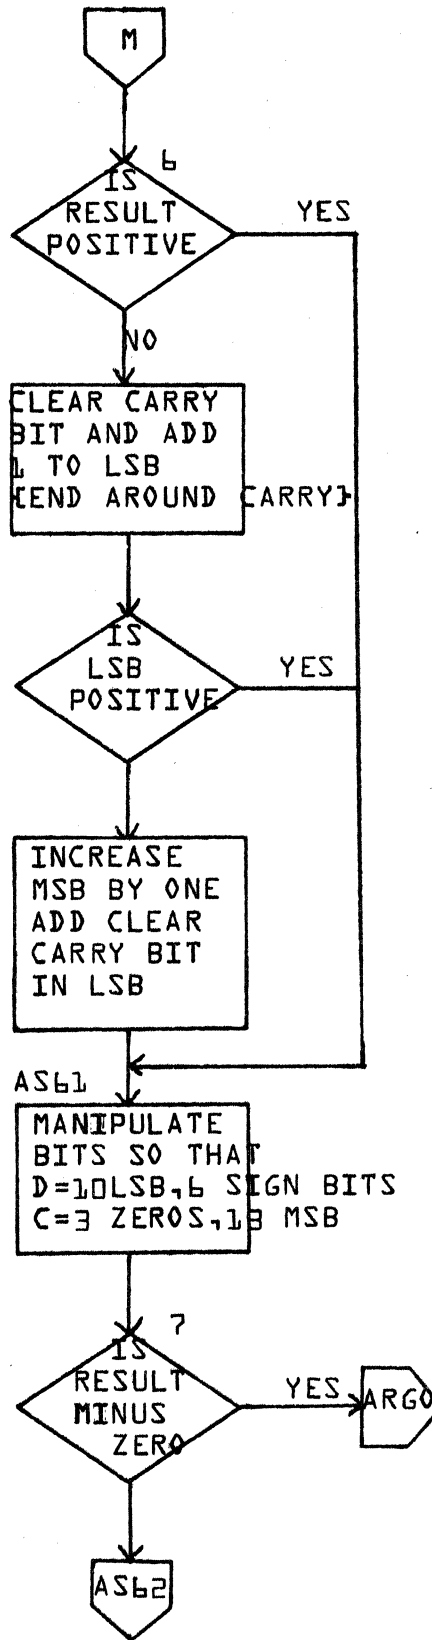 M
6
IS
RESULT
POSITIVE
YES
NO
CLEAR CARRY
BIT AND ADD
1 TO LSB
{END AROUND CARRY}
IS
LSB
POSITIVE
YES
INCREASE
MSB BY ONE
ADD CLEAR
CARRY BIT
IN LSB
AS61
MANIPULATE
BITS SO THAT
D=10LSB,6 SIGN BITS
C=3 ZEROS,13 MSB
7
IS
RESULT
MINUS
ZERO
YES
ARGO
AS62